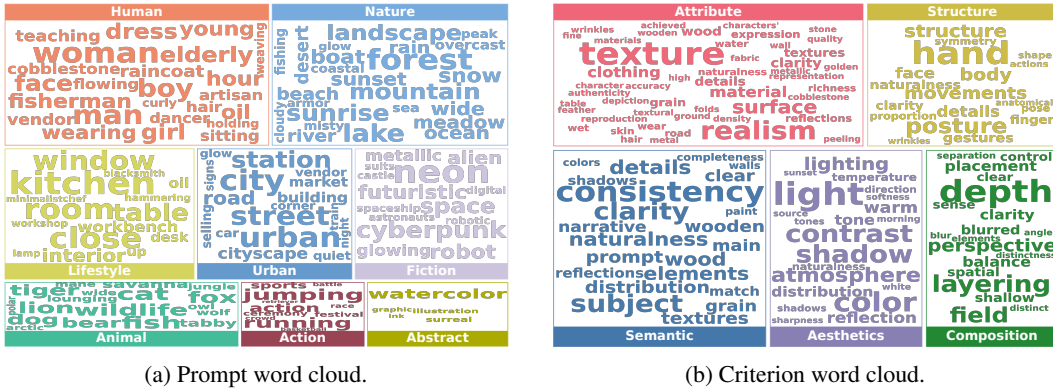 Human
teaching dress young
woman elderly weaving
cobblestone raincoat hour
face flowing boy artisan
fisherman curly hair oil
vendor man dancer holding
wearing girl sitting
Nature
landscape peak
fishing desert glow rain overcast
boat forest
coastal sunset snow
beach mountain
armor sea wide
cloudy sunrise meadow
misty river lake ocean
window
blacksmith
kitchen oil
minimalist chef hammering
room table
workshop workbench
close desk
lamp interior up
Lifestyle
glow station
signs vendor
city market
road building
selling corner train
street
car urban night
cityscape quiet
Urban
metallic alien
suits neon
castle
futuristic digital
spaceship space
astronauts robotic
cyberpunk
glowing robot
Fiction
mane savanna jungle
tiger wide cat fox
polar lounging owl
lion wildlife wolf
dog bear fish tabby
arctic
Animal
sports battle
jumping
retriever
action race
ceremony festival
crowd
running
basketball
Action
watercolor
graphic illustration
ink
surreal
Abstract
(a) Prompt word cloud.
Attribute
wrinkles achieved characters'
fine wooden wood expression stone
materials water wall quality
texture fabric textures
clarity golden
clothing naturalness metallic
high details representation
character accuracy material richness
authenticity cobblestone
depiction grain surface
table feather textural folds reflections
reproduction ground density
wet skin wear road realism
hair metal peeling
Structure
structure
symmetry
hand shape
actions
face body
naturalness
movements
clarity details anatomical
proportion pose
posture finger
wrinkles gestures
colors details completeness
walls
shadows clear
consistency
clarity paint
narrative wooden
naturalness main
prompt wood
reflections elements
distribution match
subject grain
textures
Semantic
lighting
sunset temperature
light direction
softness
warm
source tone morning
tones
contrast
shadow
naturalness
atmosphere
distribution white
shadows color
sharpness reflection
Aesthetics
separation control
placement
clear
depth
sense
clarity
blur blurred angle
elements
perspective
distinctness
balance
spatial
layering
shallow
field distinct
Composition
(b) Criterion word cloud.